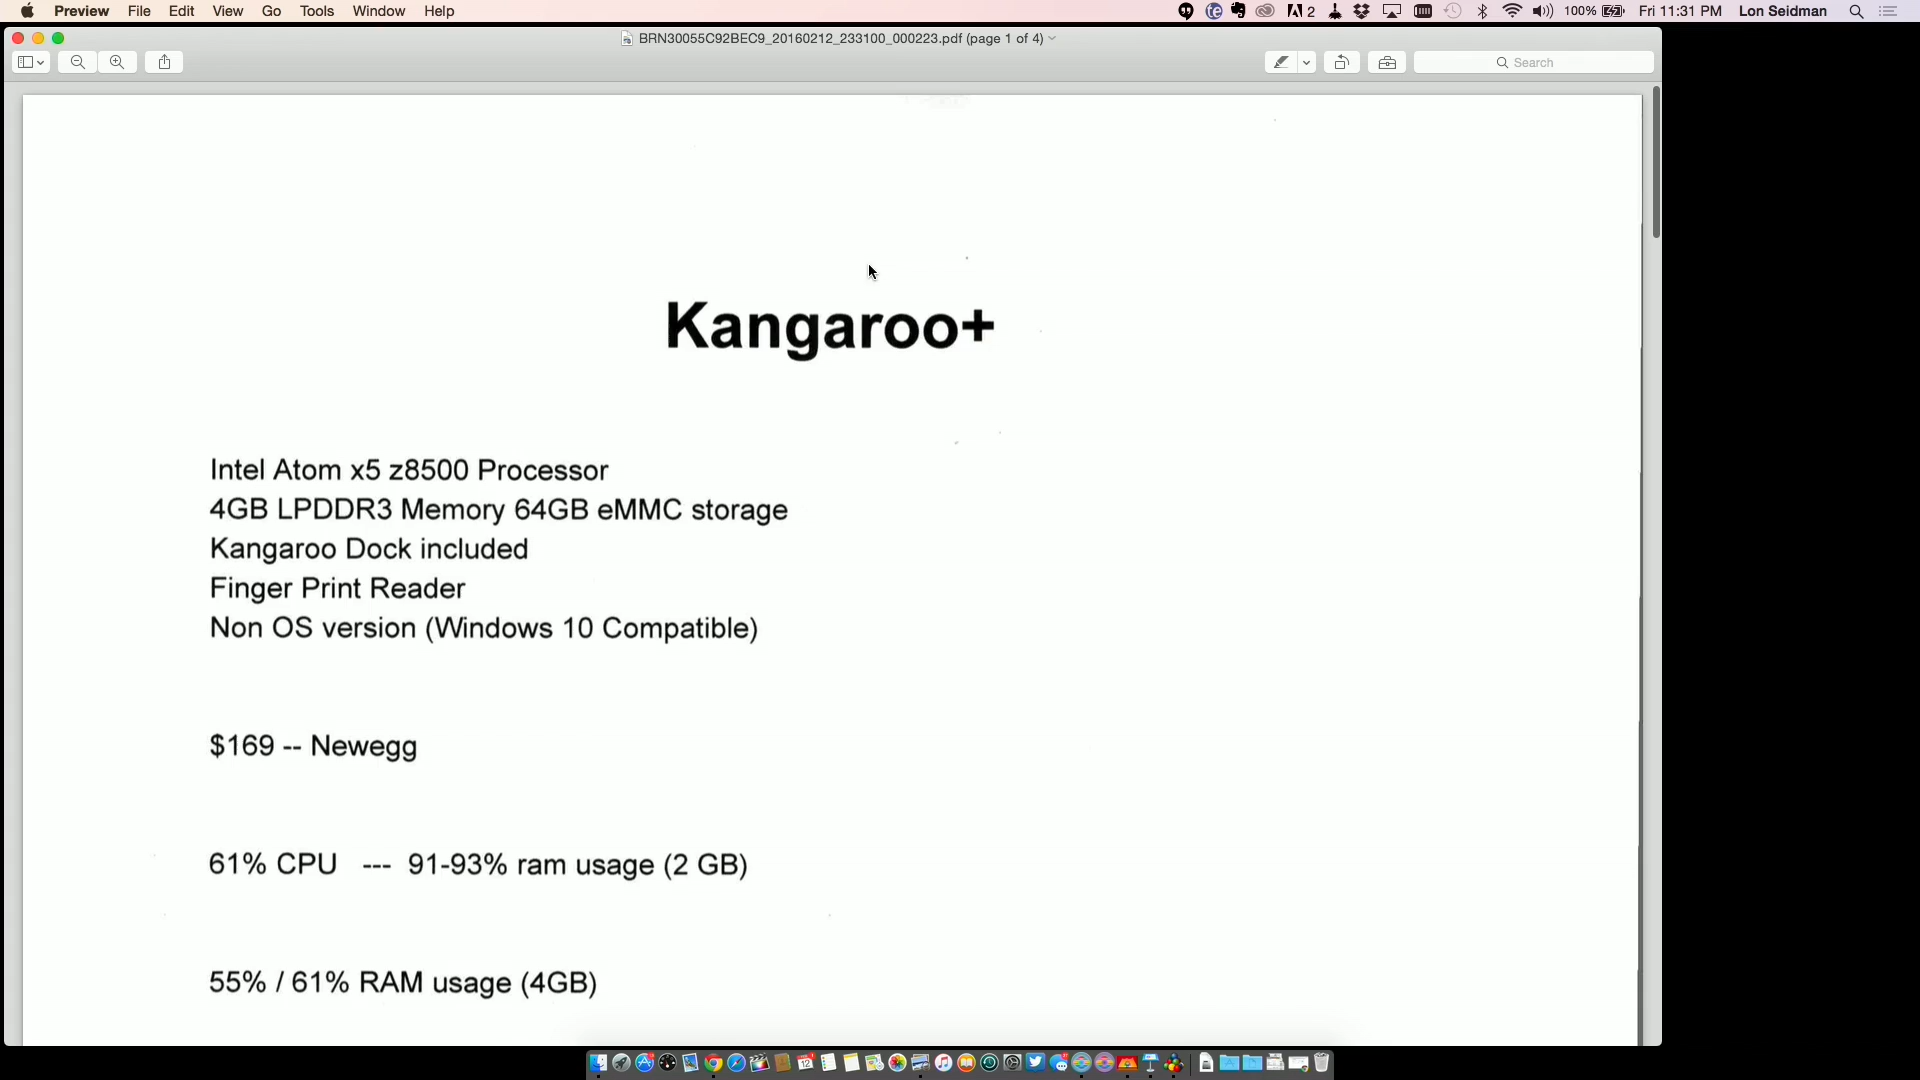 Preview File Edit View Go Tools Window Help
2 100% Fri 11:31 PM Lon Seidman
BRN30055C92BEC9_20160212_233100_000223.pdf (page 1 of 4)
Search
Kangaroo+
Intel Atom x5 z8500 Processor
4GB LPDDR3 Memory 64GB eMMC storage
Kangaroo Dock included
Finger Print Reader
Non OS version (Windows 10 Compatible)
$169 -- Newegg
61% CPU --- 91-93% ram usage (2 GB)
55% / 61% RAM usage (4GB)